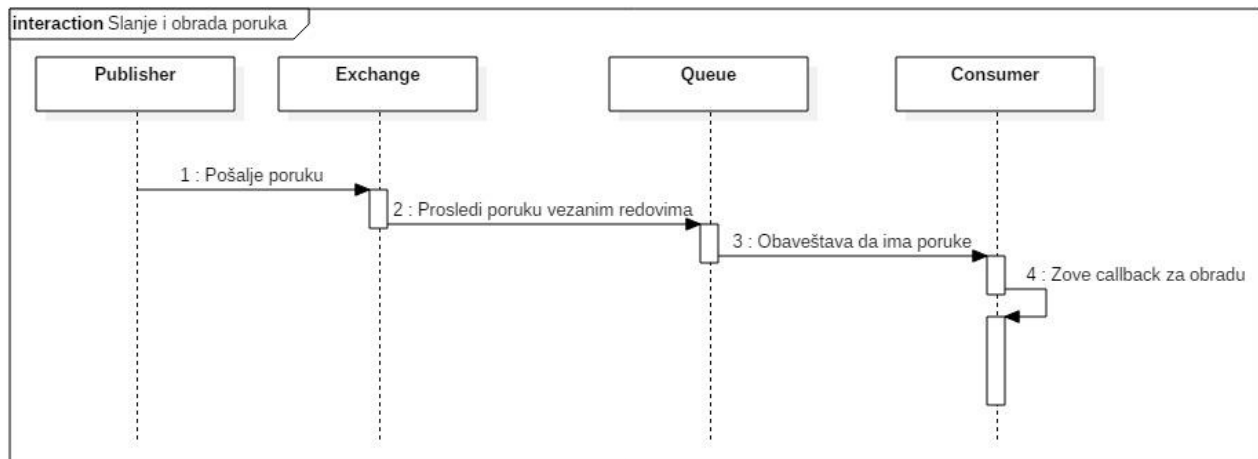 interaction Slanje i obrada poruka
Publisher
Exchange
Queue
Consumer
1 : Pošalje poruku
2 : Prosledi poruku vezanim redovima
3 : Obaveštava da ima poruke
4 : Zove callback za obradu